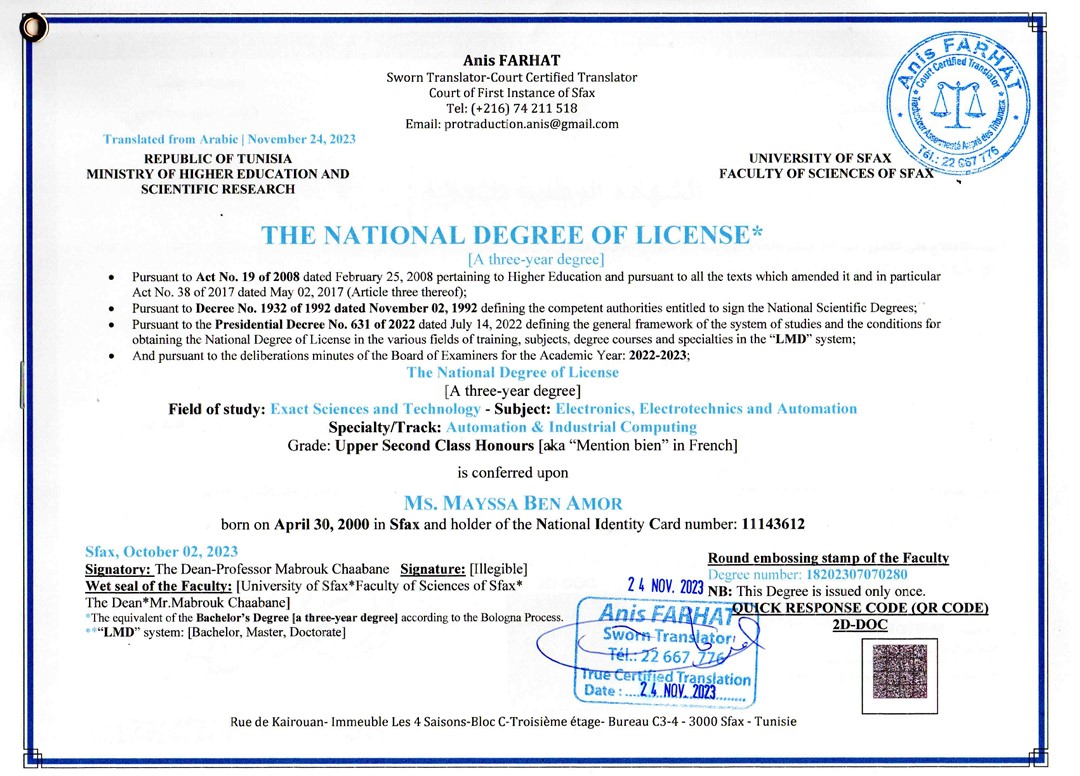 Anis FARHAT
Sworn Translator-Court Certified Translator
Court of First Instance of Sfax
Tel: (+216) 74 211 518
Email: protraduction.anis@gmail.com
Anis FARHAT
* Court Certified Translator *
Traducteur Assermenté Auprès des Tribunaux
Tél.: 22 667 776
Translated from Arabic | November 24, 2023
REPUBLIC OF TUNISIA
MINISTRY OF HIGHER EDUCATION AND
SCIENTIFIC RESEARCH
UNIVERSITY OF SFAX
FACULTY OF SCIENCES OF SFAX
THE NATIONAL DEGREE OF LICENSE*
[A three-year degree]
• Pursuant to Act No. 19 of 2008 dated February 25, 2008 pertaining to Higher Education and pursuant to all the texts which amended it and in particular
Act No. 38 of 2017 dated May 02, 2017 (Article three thereof);
• Pursuant to Decree No. 1932 of 1992 dated November 02, 1992 defining the competent authorities entitled to sign the National Scientific Degrees;
• Pursuant to the Presidential Decree No. 631 of 2022 dated July 14, 2022 defining the general framework of the system of studies and the conditions for
obtaining the National Degree of License in the various fields of training, subjects, degree courses and specialties in the “LMD” system;
• And pursuant to the deliberations minutes of the Board of Examiners for the Academic Year: 2022-2023;
The National Degree of License
[A three-year degree]
Field of study: Exact Sciences and Technology - Subject: Electronics, Electrotechnics and Automation
Specialty/Track: Automation & Industrial Computing
Grade: Upper Second Class Honours [aka “Mention bien” in French]
is conferred upon
MS. MAYSSA BEN AMOR
born on April 30, 2000 in Sfax and holder of the National Identity Card number: 11143612
Sfax, October 02, 2023
Signatory: The Dean-Professor Mabrouk Chaabane Signature: [Illegible]
Wet seal of the Faculty: [University of Sfax*Faculty of Sciences of Sfax*
The Dean*Mr.Mabrouk Chaabane]
*The equivalent of the Bachelor's Degree [a three-year degree] according to the Bologna Process.
**“LMD” system: [Bachelor, Master, Doctorate]
24 NOV. 2023
Anis FARHAT
Sworn Translator
Tél.: 22 667 776
True Certified Translation
Date : ....24 NOV. 2023........
Round embossing stamp of the Faculty
Degree number: 18202307070280
NB: This Degree is issued only once.
QUICK RESPONSE CODE (QR CODE)
2D-DOC
Rue de Kairouan- Immeuble Les 4 Saisons-Bloc C-Troisième étage- Bureau C3-4 - 3000 Sfax - Tunisie